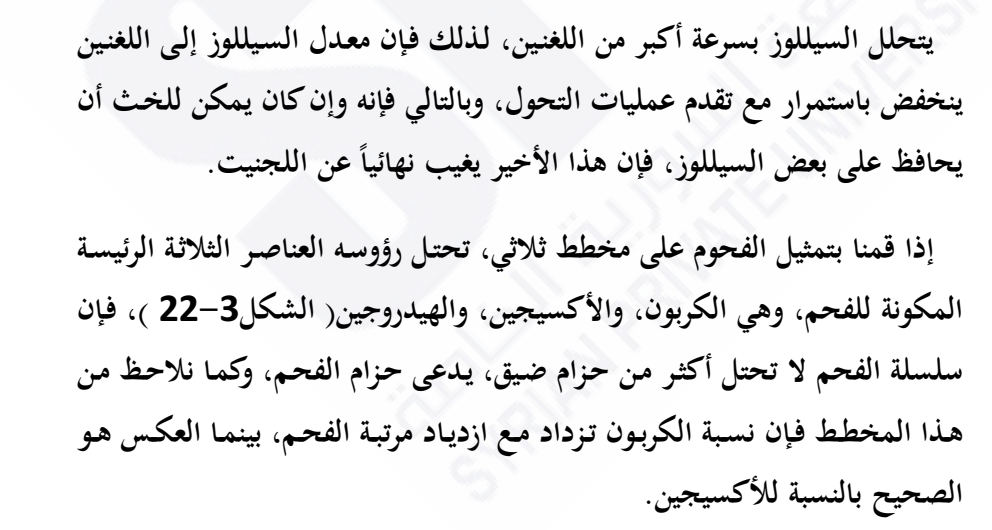 يتحلل السيللوز بسرعة أكبر من اللغنين، لذلك فإن معدل السيللوز إلى اللغنين
ينخفض باستمرار مع تقدم عمليات التحول، وبالتالي فإنه وإن كان يمكن للخث أن
يحافظ على بعض السيللوز، فإن هذا الأخير يغيب نهائياً عن اللجنيت.
إذا قمنا بتمثيل الفحوم على مخطط ثلاثي، تحتل رؤوسه العناصر الثلاثة الرئيسة
المكونة للفحم، وهي الكربون، والأكسيجين، والهيدروجين( الشكل3-22 )، فإن
سلسلة الفحم لا تحتل أكثر من حزام ضيق، يدعى حزام الفحم، وكما نلاحظ من
هذا المخطط فإن نسبة الكربون تزداد مع ازدياد مرتبة الفحم، بينما العكس هو
الصحيح بالنسبة للأكسيجين.
SYRIAN PRIVATE UNIVERSI